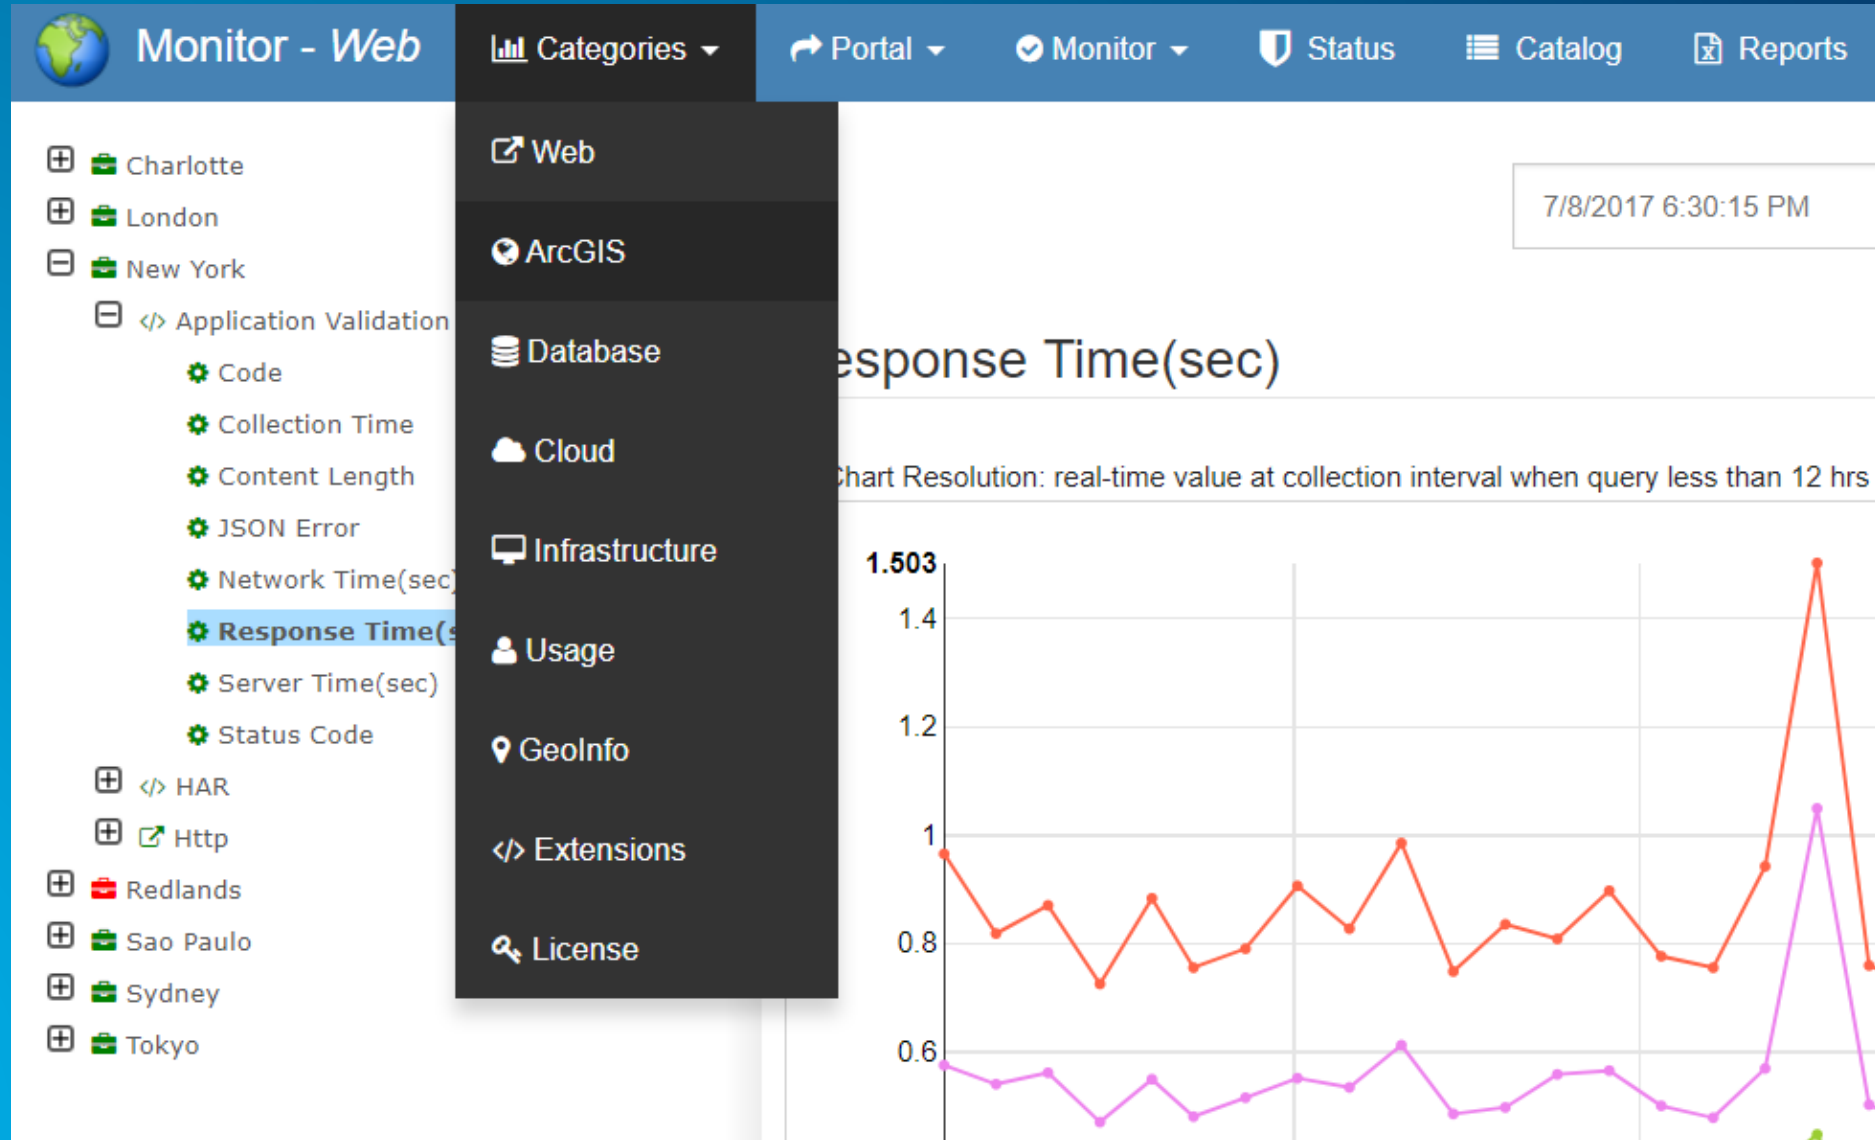 Monitor - Web
Categories
Portal
Monitor
Status
Catalog
Reports
Charlotte
London
New York
Application Validation
Code
Collection Time
Content Length
JSON Error
Network Time(sec)
Response Time(s
Server Time(sec)
Status Code
HAR
Http
Redlands
Sao Paulo
Sydney
Tokyo
Web
ArcGIS
Database
Cloud
Infrastructure
Usage
GeoInfo
Extensions
License
7/8/2017 6:30:15 PM
esponse Time(sec)
Chart Resolution: real-time value at collection interval when query less than 12 hrs
1.503
1.4
1.2
1
0.8
0.6